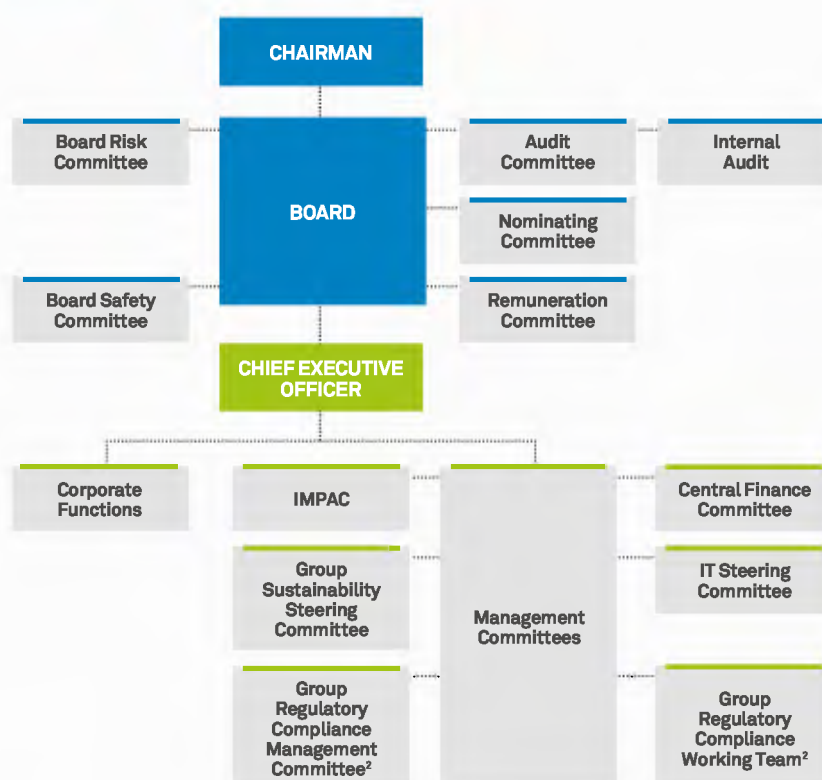 CHAIRMAN
Board Risk
Committee
BOARD
Audit
Committee
Internal
Audit
Nominating
Committee
Board Safety
Committee
Remuneration
Committee
CHIEF EXECUTIVE
OFFICER
Corporate
Functions
IMPAC
Management
Committees
Central Finance
Committee
Group
Sustainability
Steering
Committee
IT Steering
Committee
Group
Regulatory
Compliance
Management
Committee²
Group
Regulatory
Compliance
Working Team²